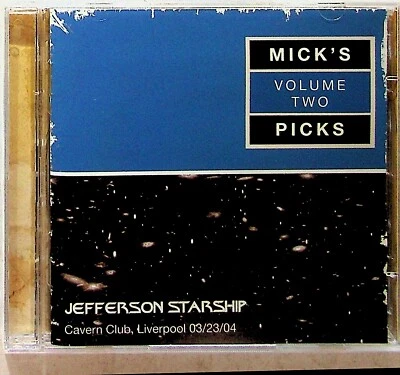 MICK'S
VOLUME
TWO
PICKS
JEFFERSON STARSHIP
Cavern Club, Liverpool 03/23/04